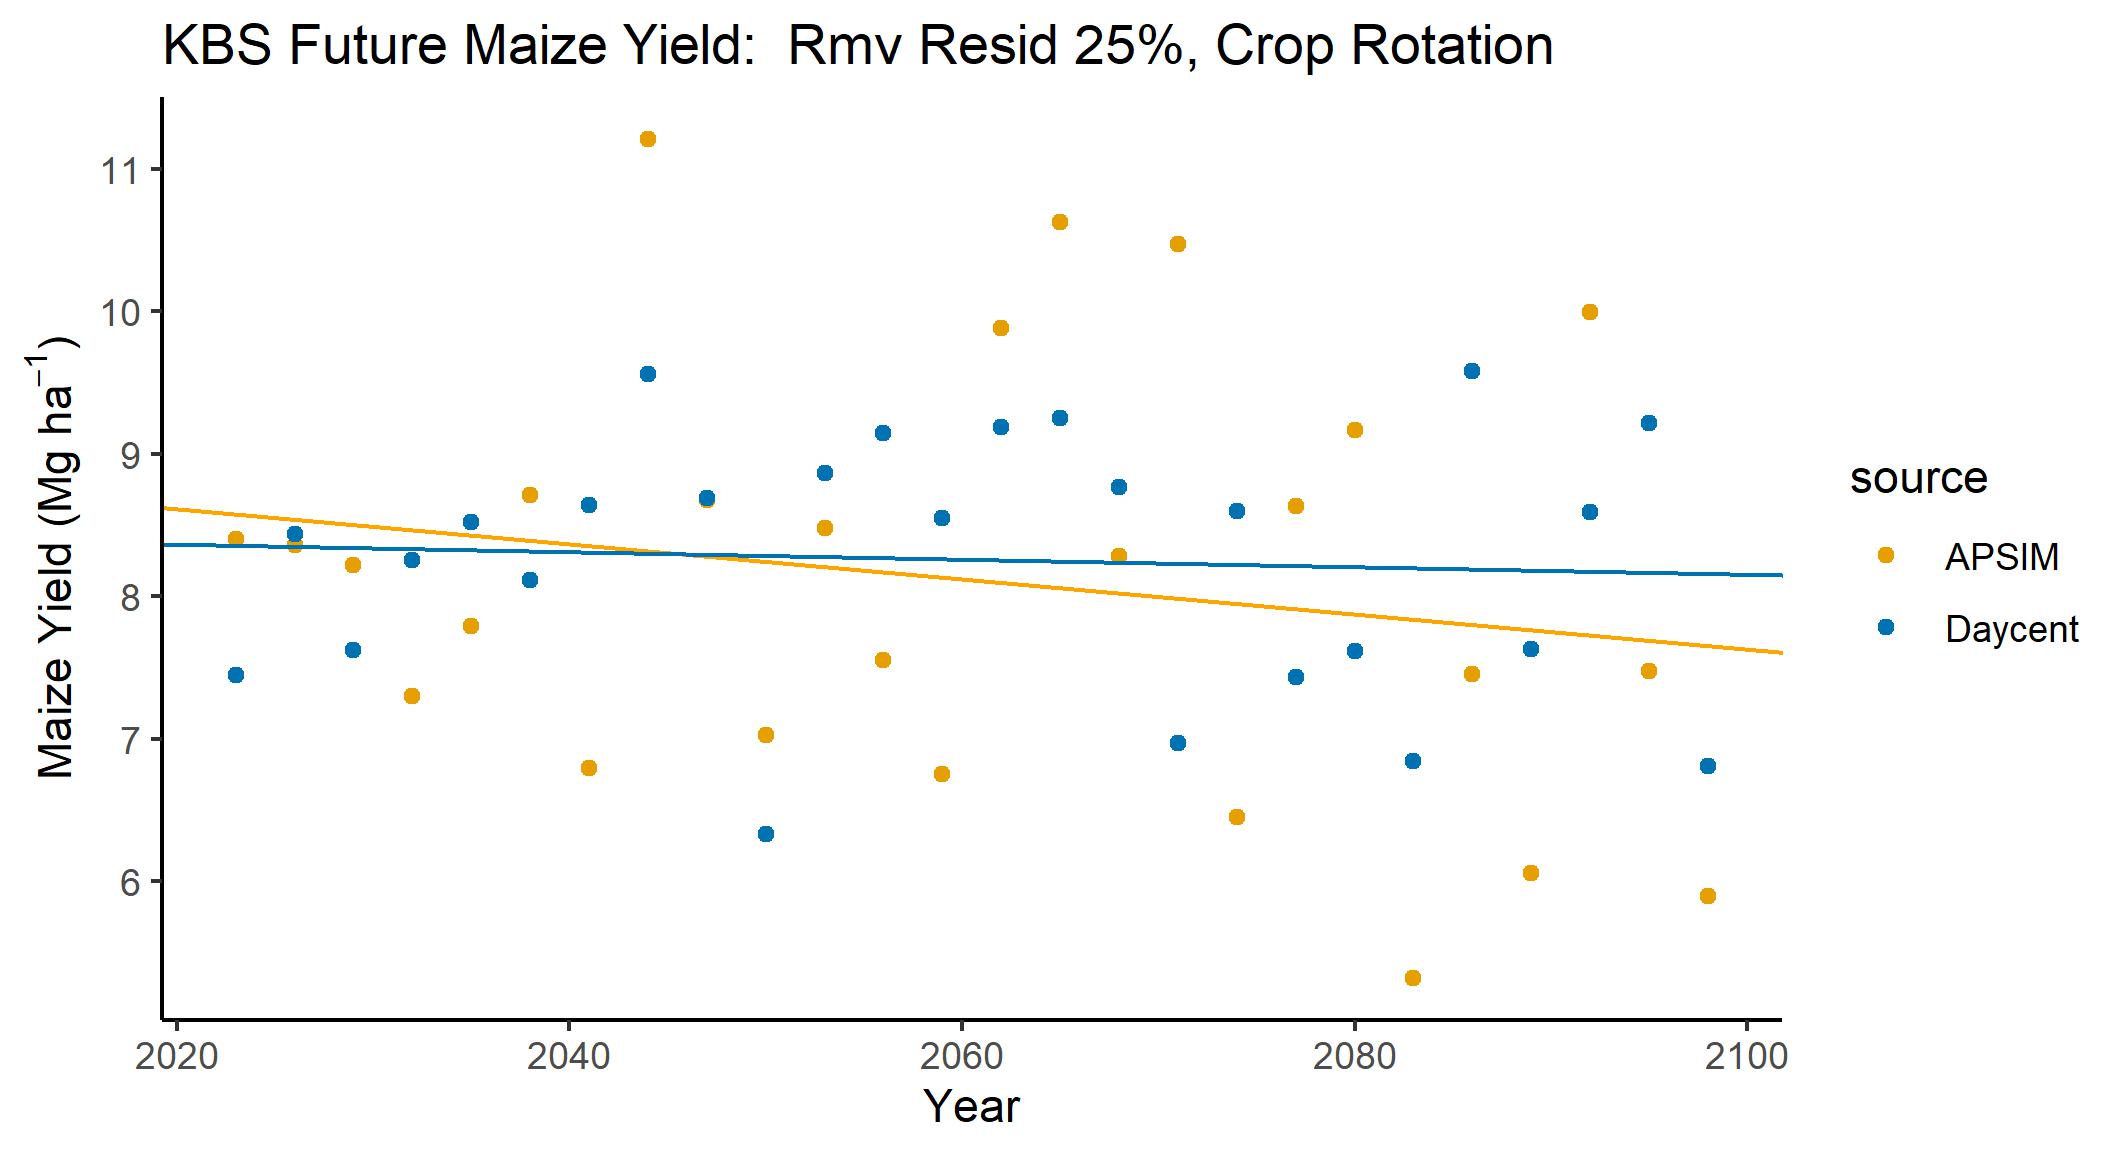 KBS Future Maize Yield:  Rmv Resid 25%, Crop Rotation
Maize Yield (Mg ha⁻¹)
11
10
9
8
7
6
2020 2040 2060 2080 2100
Year
source
APSIM
Daycent